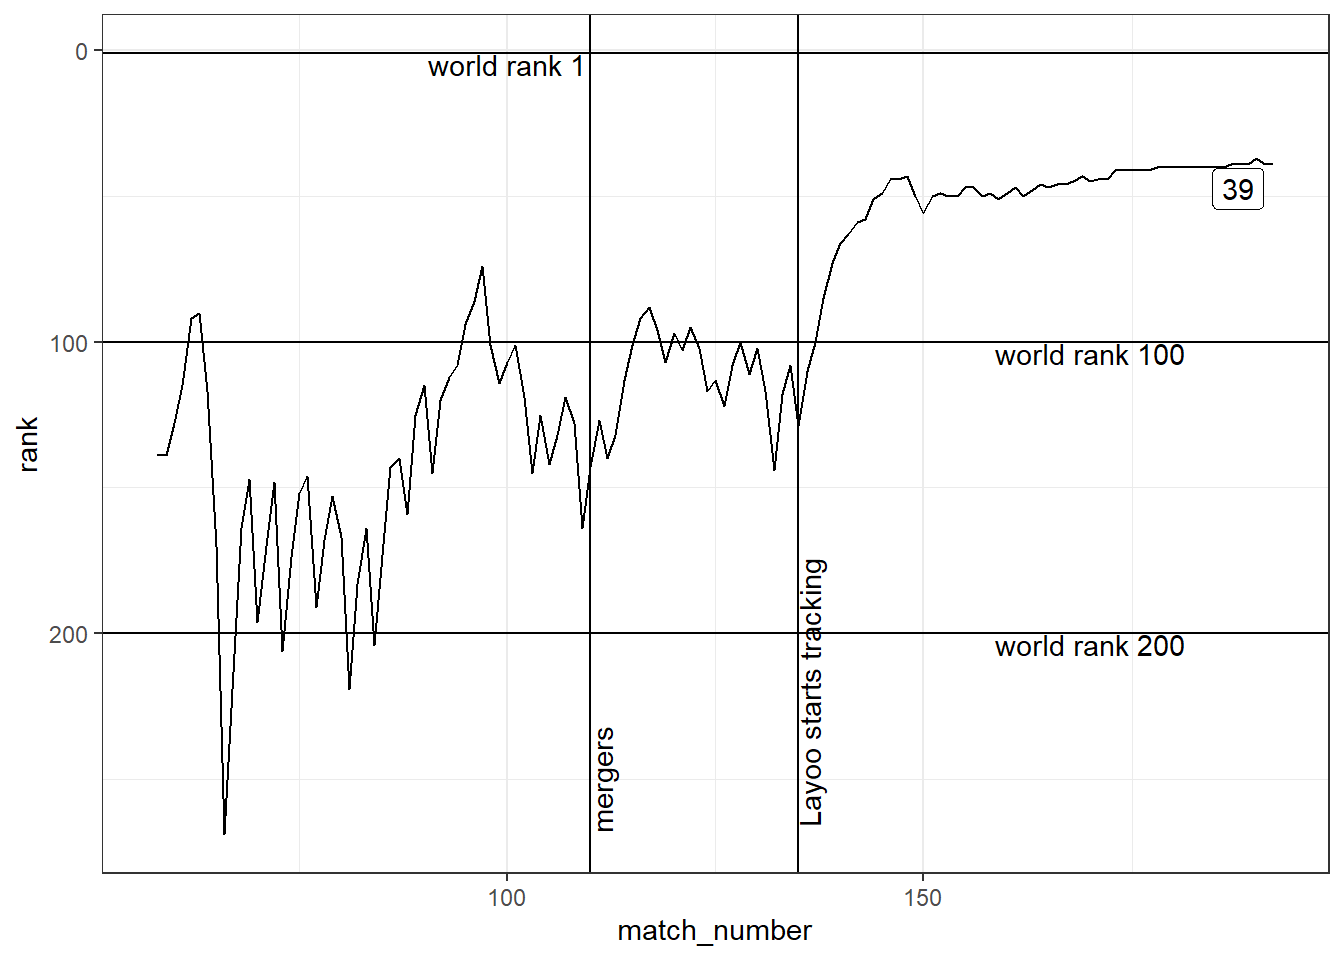 0
world rank 1
39
100
world rank 100
rank
200
world rank 200
Layoo starts tracking
mergers
100
150
match_number